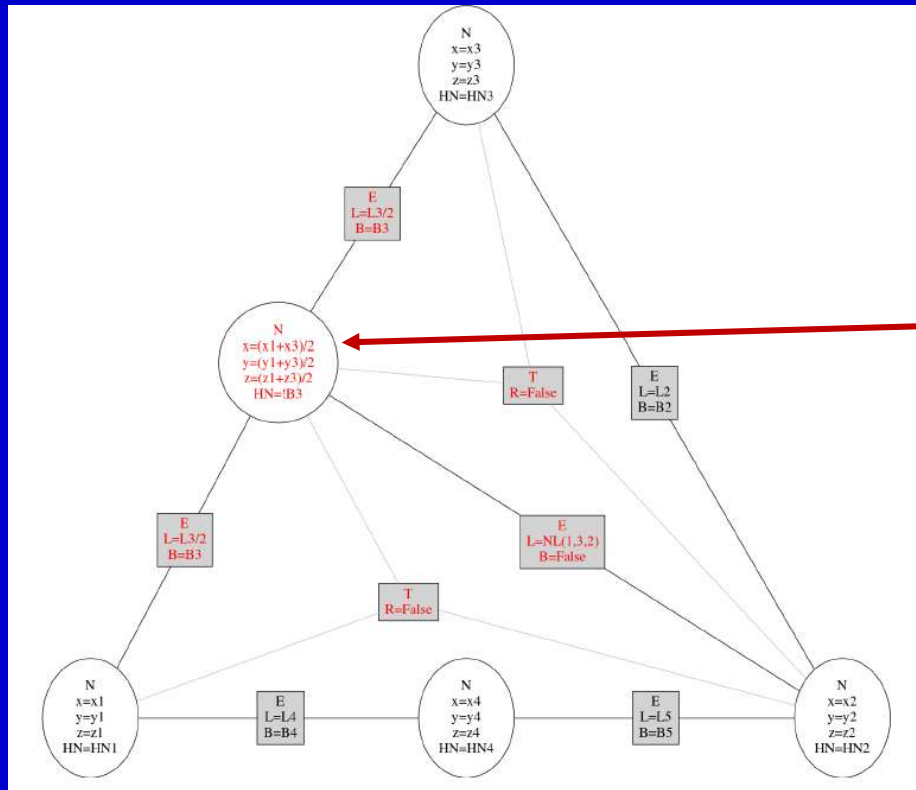 N
x=x3
y=y3
z=z3
HN=HN3
E
L=L3/2
B=B3
N
x=(x1+x3)/2
y=(y1+y3)/2
z=(z1+z3)/2
HN=!B3
T
R=False
E
L=L2
B=B2
E
L=L3/2
B=B3
E
L=NL(1,3,2)
B=False
T
R=False
N
x=x1
y=y1
z=z1
HN=HN1
E
L=L4
B=B4
N
x=x4
y=y4
z=z4
HN=HN4
E
L=L5
B=B5
N
x=x2
y=y2
z=z2
HN=HN2